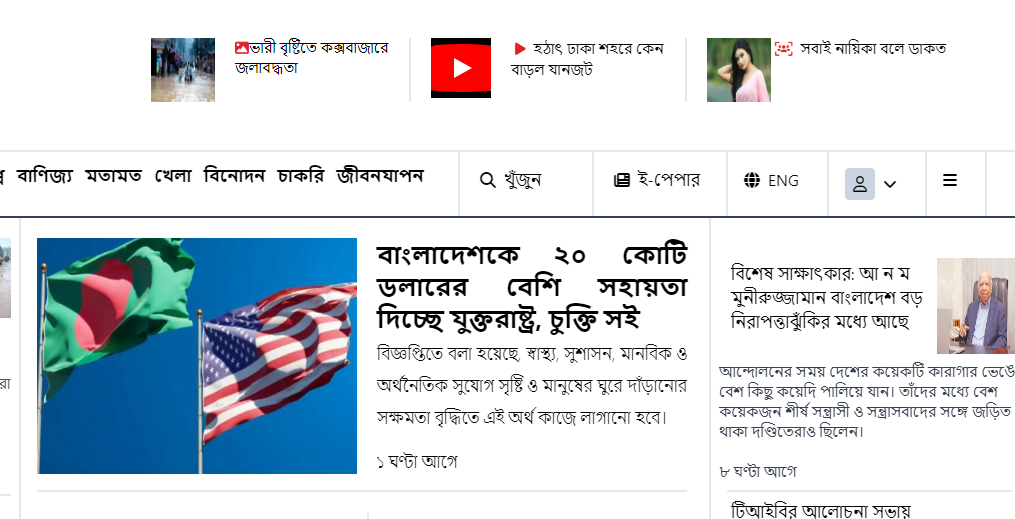 ভারী বৃষ্টিতে কক্সবাজারে
জলাবদ্ধতা
হঠাৎ ঢাকা শহরে কেন
বাড়ল যানজট
সবাই নায়িকা বলে ডাকত
বাণিজ্য মতামত খেলা বিনোদন চাকরি জীবনযাপন
খুঁজুন
ই-পেপার
ENG
বাংলাদেশকে ২০ কোটি
ডলারের বেশি সহায়তা
দিচ্ছে যুক্তরাষ্ট্র, চুক্তি সই
বিজ্ঞপ্তিতে বলা হয়েছে, স্বাস্থ্য, সুশাসন, মানবিক ও
অর্থনৈতিক সুযোগ সৃষ্টি ও মানুষের ঘুরে দাঁড়ানোর
সক্ষমতা বৃদ্ধিতে এই অর্থ কাজে লাগানো হবে।
১ ঘণ্টা আগে
বিশেষ সাক্ষাৎকার: আ ন ম
মুনীরুজ্জামান বাংলাদেশ বড়
নিরাপত্তাঝুঁকির মধ্যে আছে
আন্দোলনের সময় দেশের কয়েকটি কারাগার ভেঙে
বেশ কিছু কয়েদি পালিয়ে যান। তাঁদের মধ্যে বেশ
কয়েকজন শীর্ষ সন্ত্রাসী ও সন্ত্রাসবাদের সঙ্গে জড়িত
থাকা দণ্ডিতেরাও ছিলেন।
৮ ঘণ্টা আগে
টিআইবির আলোচনা সভায়